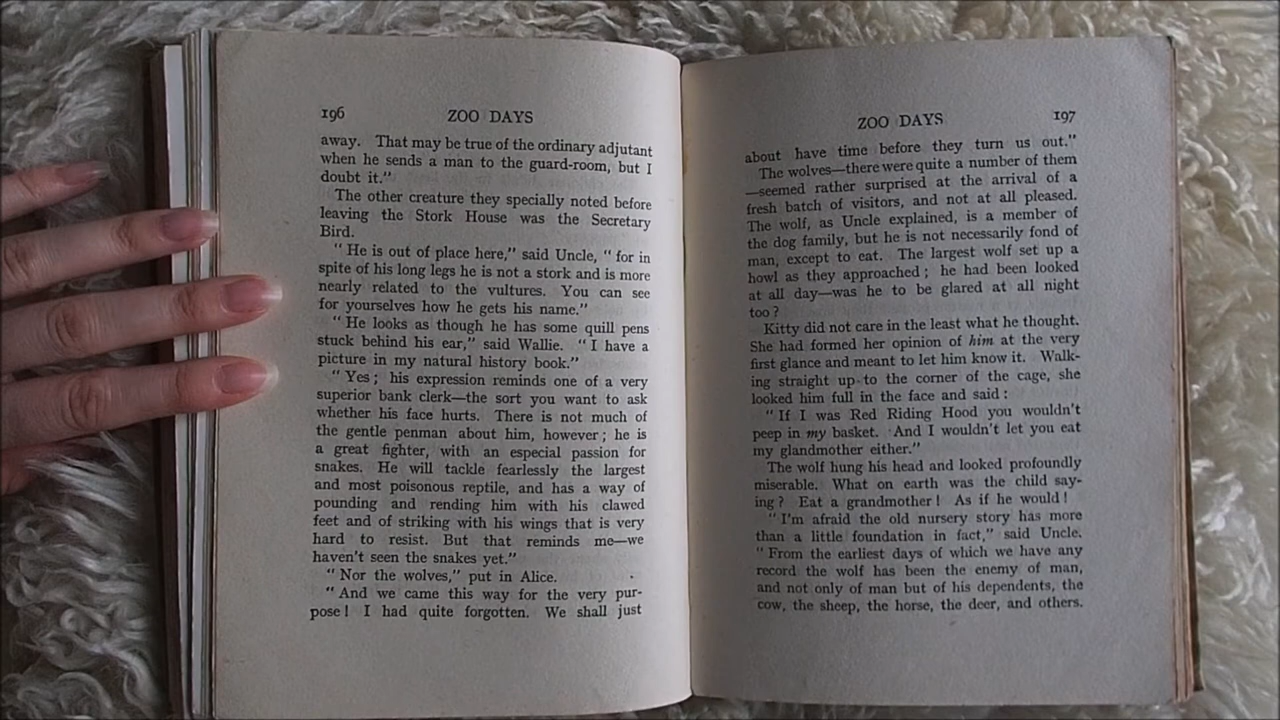 196 ZOO DAYS
away. That may be true of the ordinary adjutant
when he sends a man to the guard-room, but I
doubt it."
The other creature they specially noted before
leaving the Stork House was the Secretary
Bird.
" He is out of place here," said Uncle, " for in
spite of his long legs he is not a stork and is more
nearly related to the vultures. You can see
for yourselves how he gets his name."
" He looks as though he has some quill pens
stuck behind his ear," said Wallie. " I have a
picture in my natural history book."
" Yes ; his expression reminds one of a very
superior bank clerk—the sort you want to ask
whether his face hurts. There is not much of
the gentle penman about him, however ; he is
a great fighter, with an especial passion for
snakes. He will tackle fearlessly the largest
and most poisonous reptile, and has a way of
pounding and rending him with his clawed
feet and of striking with his wings that is very
hard to resist. But that reminds me—we
haven't seen the snakes yet."
" Nor the wolves," put in Alice.
" And we came this way for the very pur-
pose ! I had quite forgotten. We shall just
ZOO DAYS 197
about have time before they turn us out."
The wolves—there were quite a number of them
—seemed rather surprised at the arrival of a
fresh batch of visitors, and not at all pleased.
The wolf, as Uncle explained, is a member of
the dog family, but he is not necessarily fond of
man, except to eat. The largest wolf set up a
howl as they approached ; he had been looked
at all day—was he to be glared at all night
too ?
Kitty did not care in the least what he thought.
She had formed her opinion of him at the very
first glance and meant to let him know it. Walk-
ing straight up to the corner of the cage, she
looked him full in the face and said :
" If I was Red Riding Hood you wouldn't
peep in my basket. And I wouldn't let you eat
my glandmother either."
The wolf hung his head and looked profoundly
miserable. What on earth was the child say-
ing ? Eat a grandmother ! As if he would !
" I'm afraid the old nursery story has more
than a little foundation in fact," said Uncle.
" From the earliest days of which we have any
record the wolf has been the enemy of man,
and not only of man but of his dependents, the
cow, the sheep, the horse, the deer, and others.